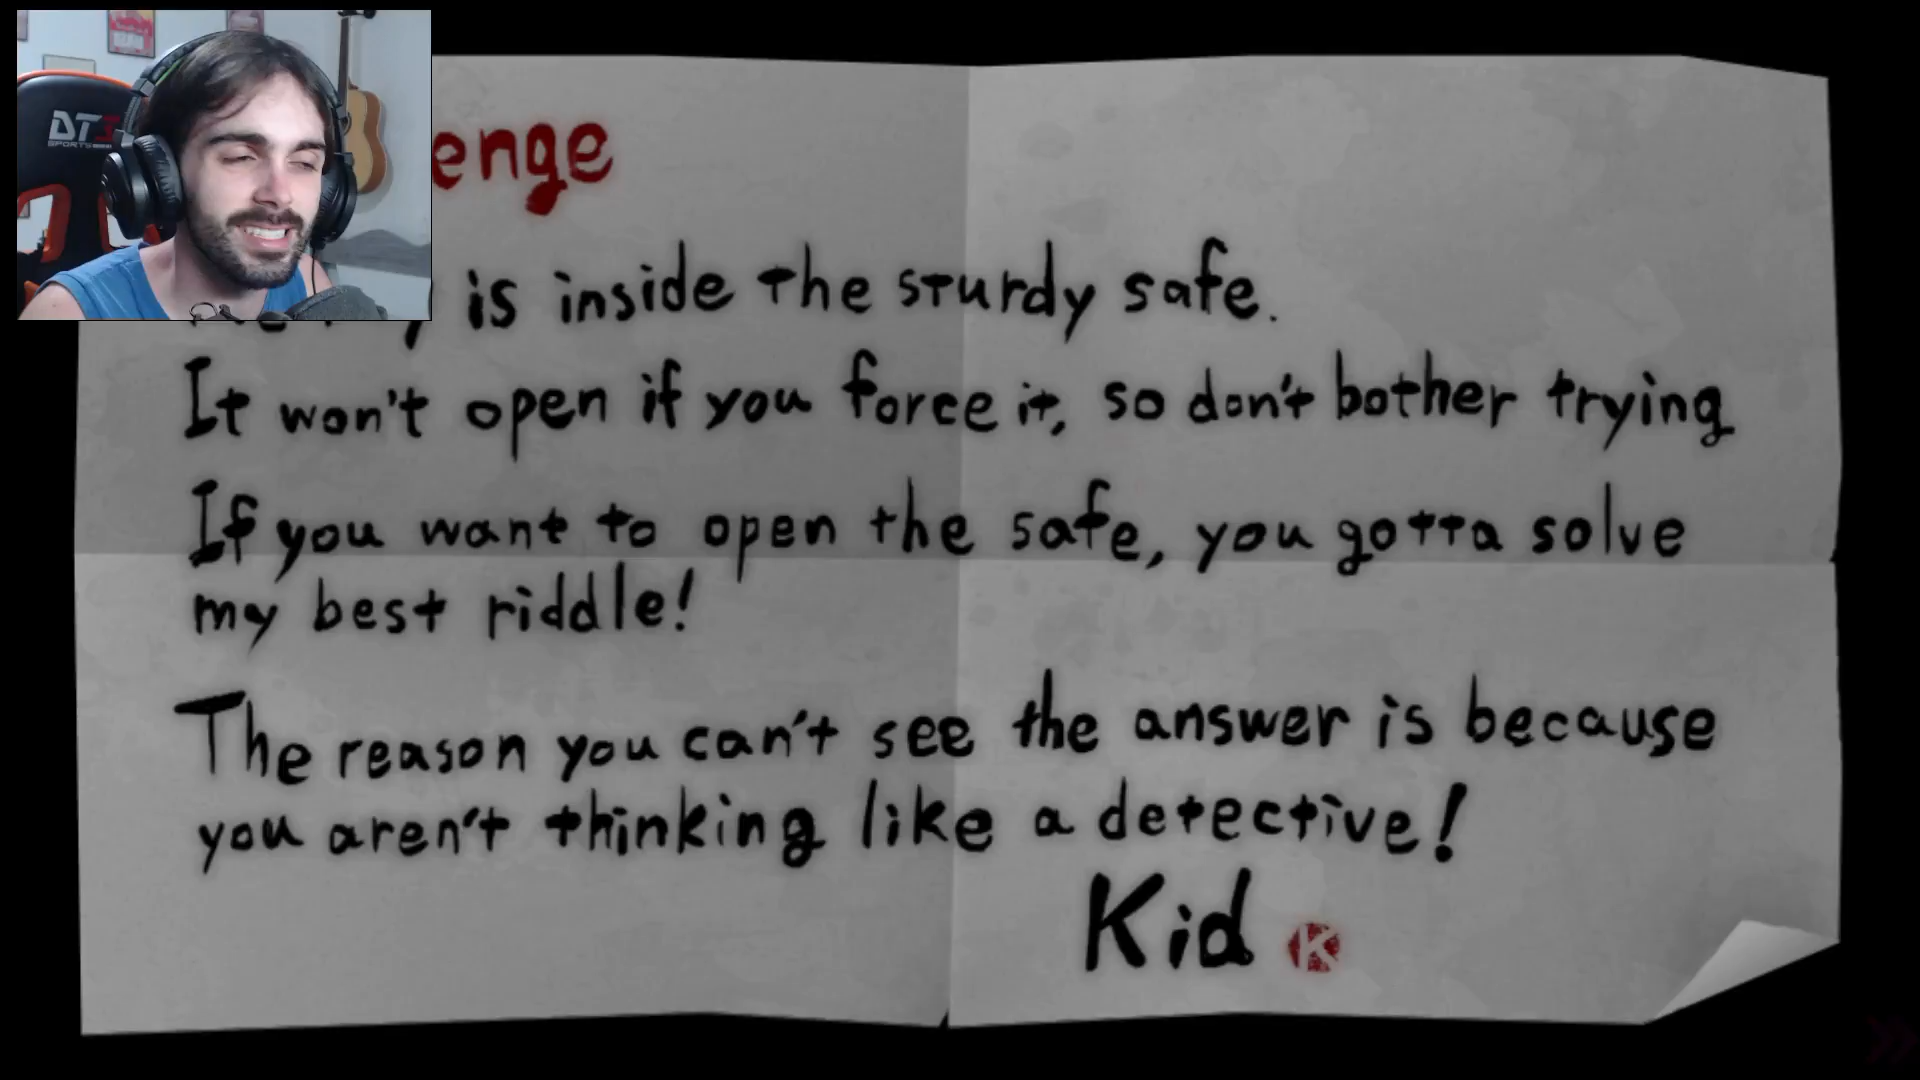 DT3
SPORTS
enge
is inside the sturdy safe.
It won't open if you force it, so don't bother trying
If you want to open the safe, you gotta solve
my best riddle!
The reason you can't see the answer is because
you aren't thinking like a detective!
Kid K